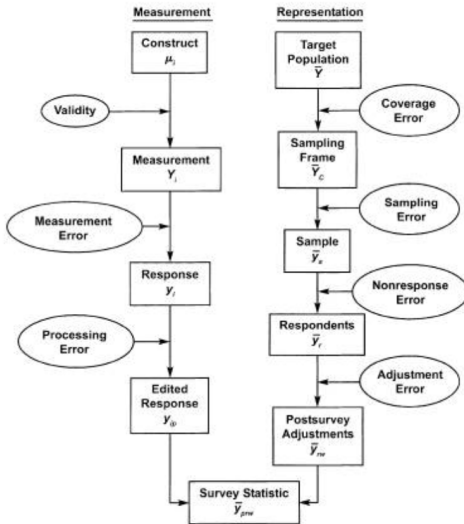 Measurement
Representation
Construct
μi
Target
Population
Ȳ
Validity
Coverage
Error
Measurement
Yi
Sampling
Frame
ȲC
Measurement
Error
Sampling
Error
Sample
ȳs
Response
yi
Nonresponse
Error
Processing
Error
Respondents
ȳr
Adjustment
Error
Edited
Response
yip
Postsurvey
Adjustments
ȳrw
Survey Statistic
ȳprw